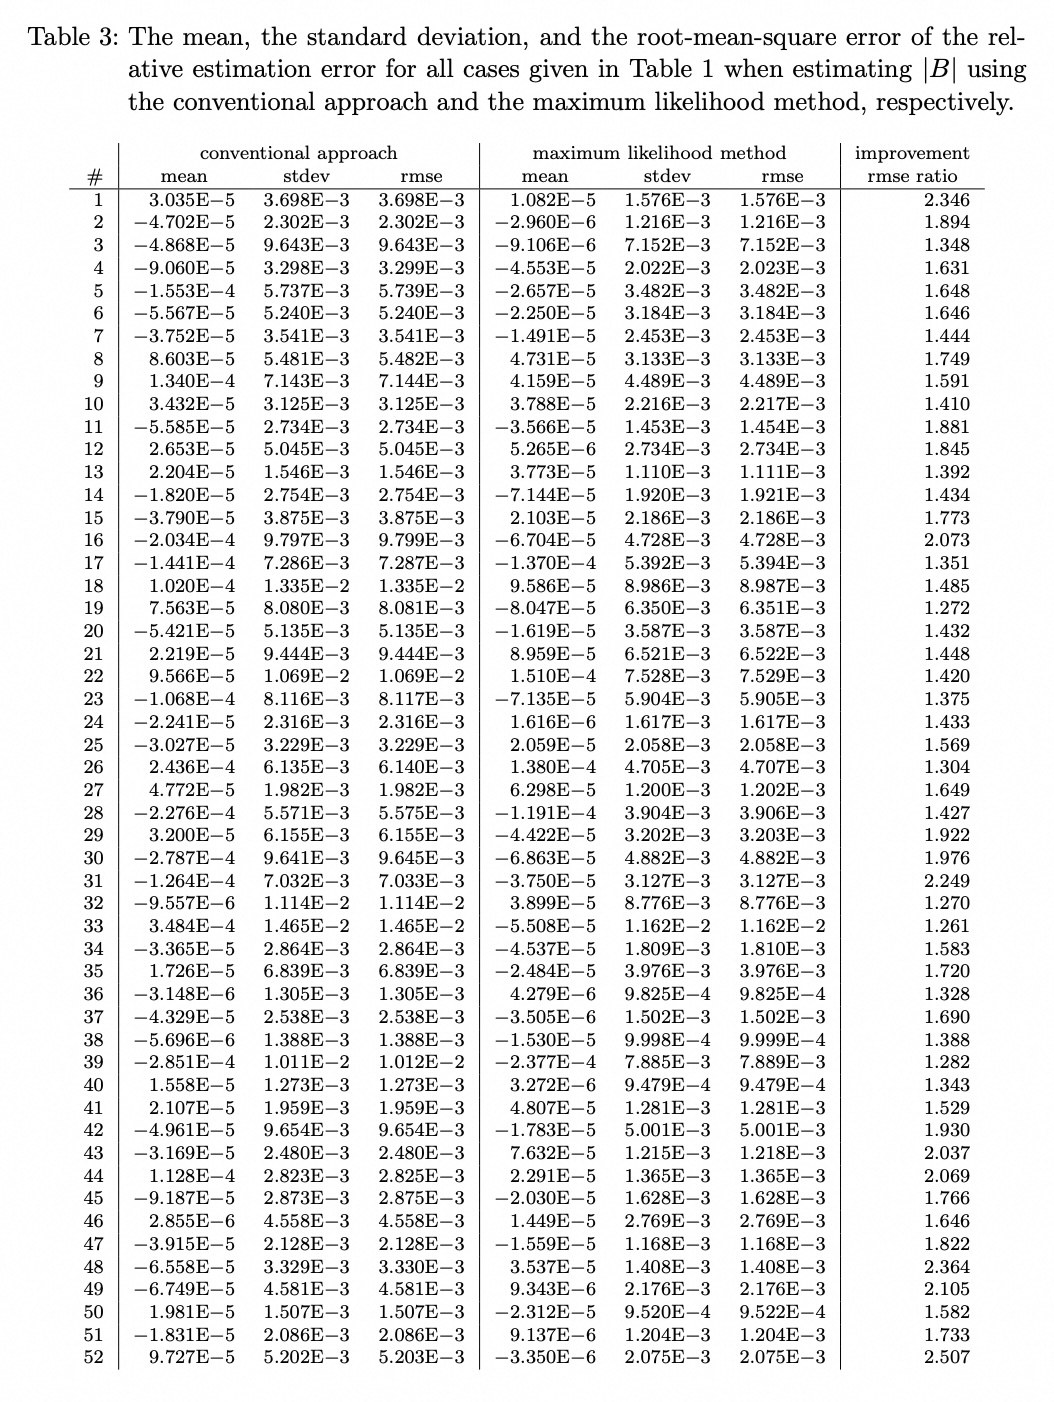 Table 3: The mean, the standard deviation, and the root-mean-square error of the rel-
ative estimation error for all cases given in Table 1 when estimating |B| using
the conventional approach and the maximum likelihood method, respectively.
conventional approach maximum likelihood method improvement
# mean stdev rmse mean stdev rmse rmse ratio
1 3.035E−5 3.698E−3 3.698E−3 1.082E−5 1.576E−3 1.576E−3 2.346
2 −4.702E−5 2.302E−3 2.302E−3 −2.960E−6 1.216E−3 1.216E−3 1.894
3 −4.868E−5 9.643E−3 9.643E−3 −9.106E−6 7.152E−3 7.152E−3 1.348
4 −9.060E−5 3.298E−3 3.299E−3 −4.553E−5 2.022E−3 2.023E−3 1.631
5 −1.553E−4 5.737E−3 5.739E−3 −2.657E−5 3.482E−3 3.482E−3 1.648
6 −5.567E−5 5.240E−3 5.240E−3 −2.250E−5 3.184E−3 3.184E−3 1.646
7 −3.752E−5 3.541E−3 3.541E−3 −1.491E−5 2.453E−3 2.453E−3 1.444
8 8.603E−5 5.481E−3 5.482E−3 4.731E−5 3.133E−3 3.133E−3 1.749
9 1.340E−4 7.143E−3 7.144E−3 4.159E−5 4.489E−3 4.489E−3 1.591
10 3.432E−5 3.125E−3 3.125E−3 3.788E−5 2.216E−3 2.217E−3 1.410
11 −5.585E−5 2.734E−3 2.734E−3 −3.566E−5 1.453E−3 1.454E−3 1.881
12 2.653E−5 5.045E−3 5.045E−3 5.265E−6 2.734E−3 2.734E−3 1.845
13 2.204E−5 1.546E−3 1.546E−3 3.773E−5 1.110E−3 1.111E−3 1.392
14 −1.820E−5 2.754E−3 2.754E−3 −7.144E−5 1.920E−3 1.921E−3 1.434
15 −3.790E−5 3.875E−3 3.875E−3 2.103E−5 2.186E−3 2.186E−3 1.773
16 −2.034E−4 9.797E−3 9.799E−3 −6.704E−5 4.728E−3 4.728E−3 2.073
17 −1.441E−4 7.286E−3 7.287E−3 −1.370E−4 5.392E−3 5.394E−3 1.351
18 1.020E−4 1.335E−2 1.335E−2 9.586E−5 8.986E−3 8.987E−3 1.485
19 7.563E−5 8.080E−3 8.081E−3 −8.047E−5 6.350E−3 6.351E−3 1.272
20 −5.421E−5 5.135E−3 5.135E−3 −1.619E−5 3.587E−3 3.587E−3 1.432
21 2.219E−5 9.444E−3 9.444E−3 8.959E−5 6.521E−3 6.522E−3 1.448
22 9.566E−5 1.069E−2 1.069E−2 1.510E−4 7.528E−3 7.529E−3 1.420
23 −1.068E−4 8.116E−3 8.117E−3 −7.135E−5 5.904E−3 5.905E−3 1.375
24 −2.241E−5 2.316E−3 2.316E−3 1.616E−6 1.617E−3 1.617E−3 1.433
25 −3.027E−5 3.229E−3 3.229E−3 2.059E−5 2.058E−3 2.058E−3 1.569
26 2.436E−4 6.135E−3 6.140E−3 1.380E−4 4.705E−3 4.707E−3 1.304
27 4.772E−5 1.982E−3 1.982E−3 6.298E−5 1.200E−3 1.202E−3 1.649
28 −2.276E−4 5.571E−3 5.575E−3 −1.191E−4 3.904E−3 3.906E−3 1.427
29 3.200E−5 6.155E−3 6.155E−3 −4.422E−5 3.202E−3 3.203E−3 1.922
30 −2.787E−4 9.641E−3 9.645E−3 −6.863E−5 4.882E−3 4.882E−3 1.976
31 −1.264E−4 7.032E−3 7.033E−3 −3.750E−5 3.127E−3 3.127E−3 2.249
32 −9.557E−6 1.114E−2 1.114E−2 3.899E−5 8.776E−3 8.776E−3 1.270
33 3.484E−4 1.465E−2 1.465E−2 −5.508E−5 1.162E−2 1.162E−2 1.261
34 −3.365E−5 2.864E−3 2.864E−3 −4.537E−5 1.809E−3 1.810E−3 1.583
35 1.726E−5 6.839E−3 6.839E−3 −2.484E−5 3.976E−3 3.976E−3 1.720
36 −3.148E−6 1.305E−3 1.305E−3 4.279E−6 9.825E−4 9.825E−4 1.328
37 −4.329E−5 2.538E−3 2.538E−3 −3.505E−6 1.502E−3 1.502E−3 1.690
38 −5.696E−6 1.388E−3 1.388E−3 −1.530E−5 9.998E−4 9.999E−4 1.388
39 −2.851E−4 1.011E−2 1.012E−2 −2.377E−4 7.885E−3 7.889E−3 1.282
40 1.558E−5 1.273E−3 1.273E−3 3.272E−6 9.479E−4 9.479E−4 1.343
41 2.107E−5 1.959E−3 1.959E−3 4.807E−5 1.281E−3 1.281E−3 1.529
42 −4.961E−5 9.654E−3 9.654E−3 −1.783E−5 5.001E−3 5.001E−3 1.930
43 −3.169E−5 2.480E−3 2.480E−3 7.632E−5 1.215E−3 1.218E−3 2.037
44 1.128E−4 2.823E−3 2.825E−3 2.291E−5 1.365E−3 1.365E−3 2.069
45 −9.187E−5 2.873E−3 2.875E−3 −2.030E−5 1.628E−3 1.628E−3 1.766
46 2.855E−6 4.558E−3 4.558E−3 1.449E−5 2.769E−3 2.769E−3 1.646
47 −3.915E−5 2.128E−3 2.128E−3 −1.559E−5 1.168E−3 1.168E−3 1.822
48 −6.558E−5 3.329E−3 3.330E−3 3.537E−5 1.408E−3 1.408E−3 2.364
49 −6.749E−5 4.581E−3 4.581E−3 9.343E−6 2.176E−3 2.176E−3 2.105
50 1.981E−5 1.507E−3 1.507E−3 −2.312E−5 9.520E−4 9.522E−4 1.582
51 −1.831E−5 2.086E−3 2.086E−3 9.137E−6 1.204E−3 1.204E−3 1.733
52 9.727E−5 5.202E−3 5.203E−3 −3.350E−6 2.075E−3 2.075E−3 2.507